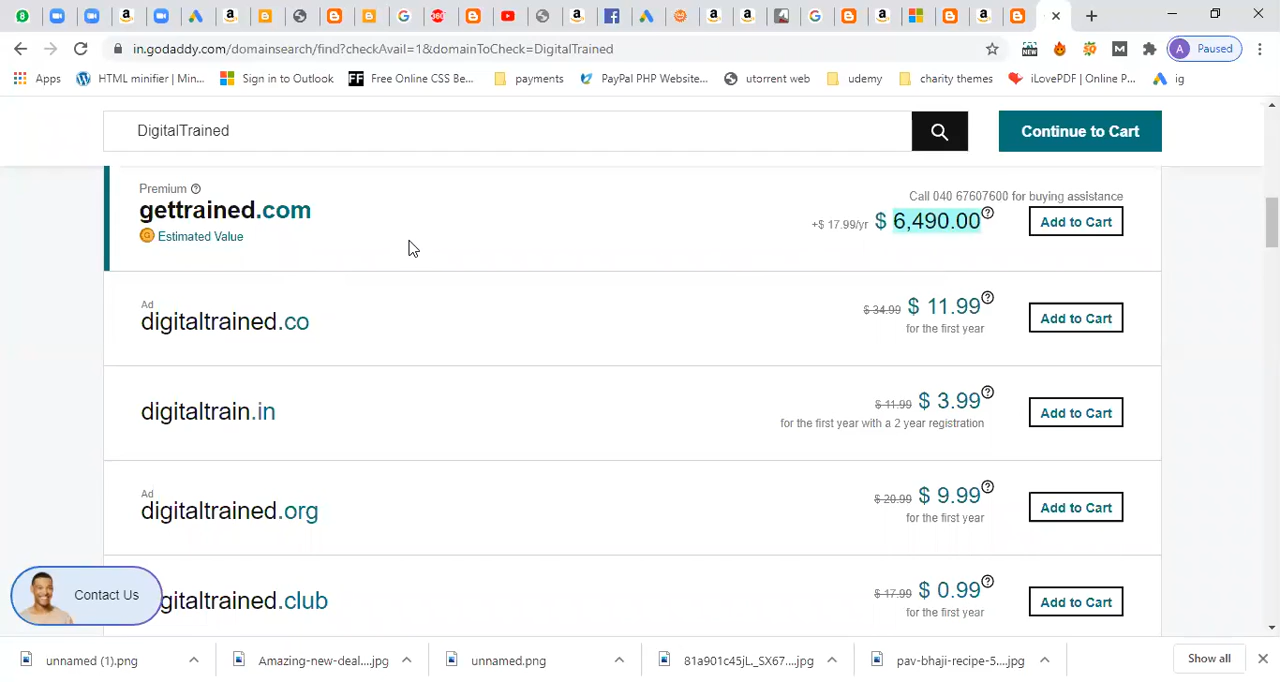 8
360
in.godaddy.com/domainsearch/find?checkAvail=1&domainToCheck=DigitalTrained
NEW
M
A Paused
Apps
HTML minifier | Min...
Sign in to Outlook
FF Free Online CSS Be...
payments
PayPal PHP Website...
utorrent web
udemy
charity themes
iLovePDF | Online P...
ig
DigitalTrained
Continue to Cart
Premium
gettrained.com
Estimated Value
Call 040 67607600 for buying assistance
+$ 17.99/yr $ 6,490.00
Add to Cart
Ad
digitaltrained.co
$ 34.99 $ 11.99
for the first year
Add to Cart
digitaltrain.in
$ 11.99 $ 3.99
for the first year with a 2 year registration
Add to Cart
Ad
digitaltrained.org
$ 20.99 $ 9.99
for the first year
Add to Cart
gitaltrained.club
$ 17.99 $ 0.99
for the first year
Add to Cart
Contact Us
unnamed (1).png
Amazing-new-deal....jpg
unnamed.png
81a901c45jL._SX67....jpg
pav-bhaji-recipe-5....jpg
Show all